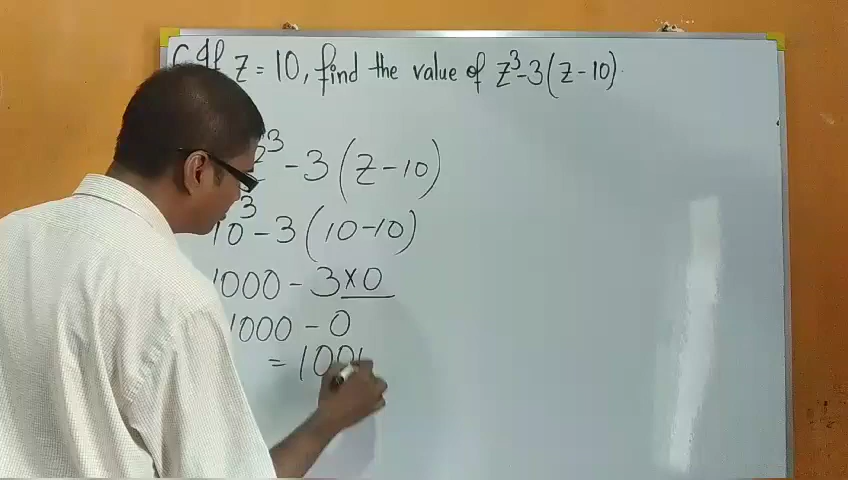 If z = 10, find the value of z³-3(z-10).
z³ - 3(z-10)
10³ - 3(10-10)
1000 - 3×0
1000 - 0
= 100